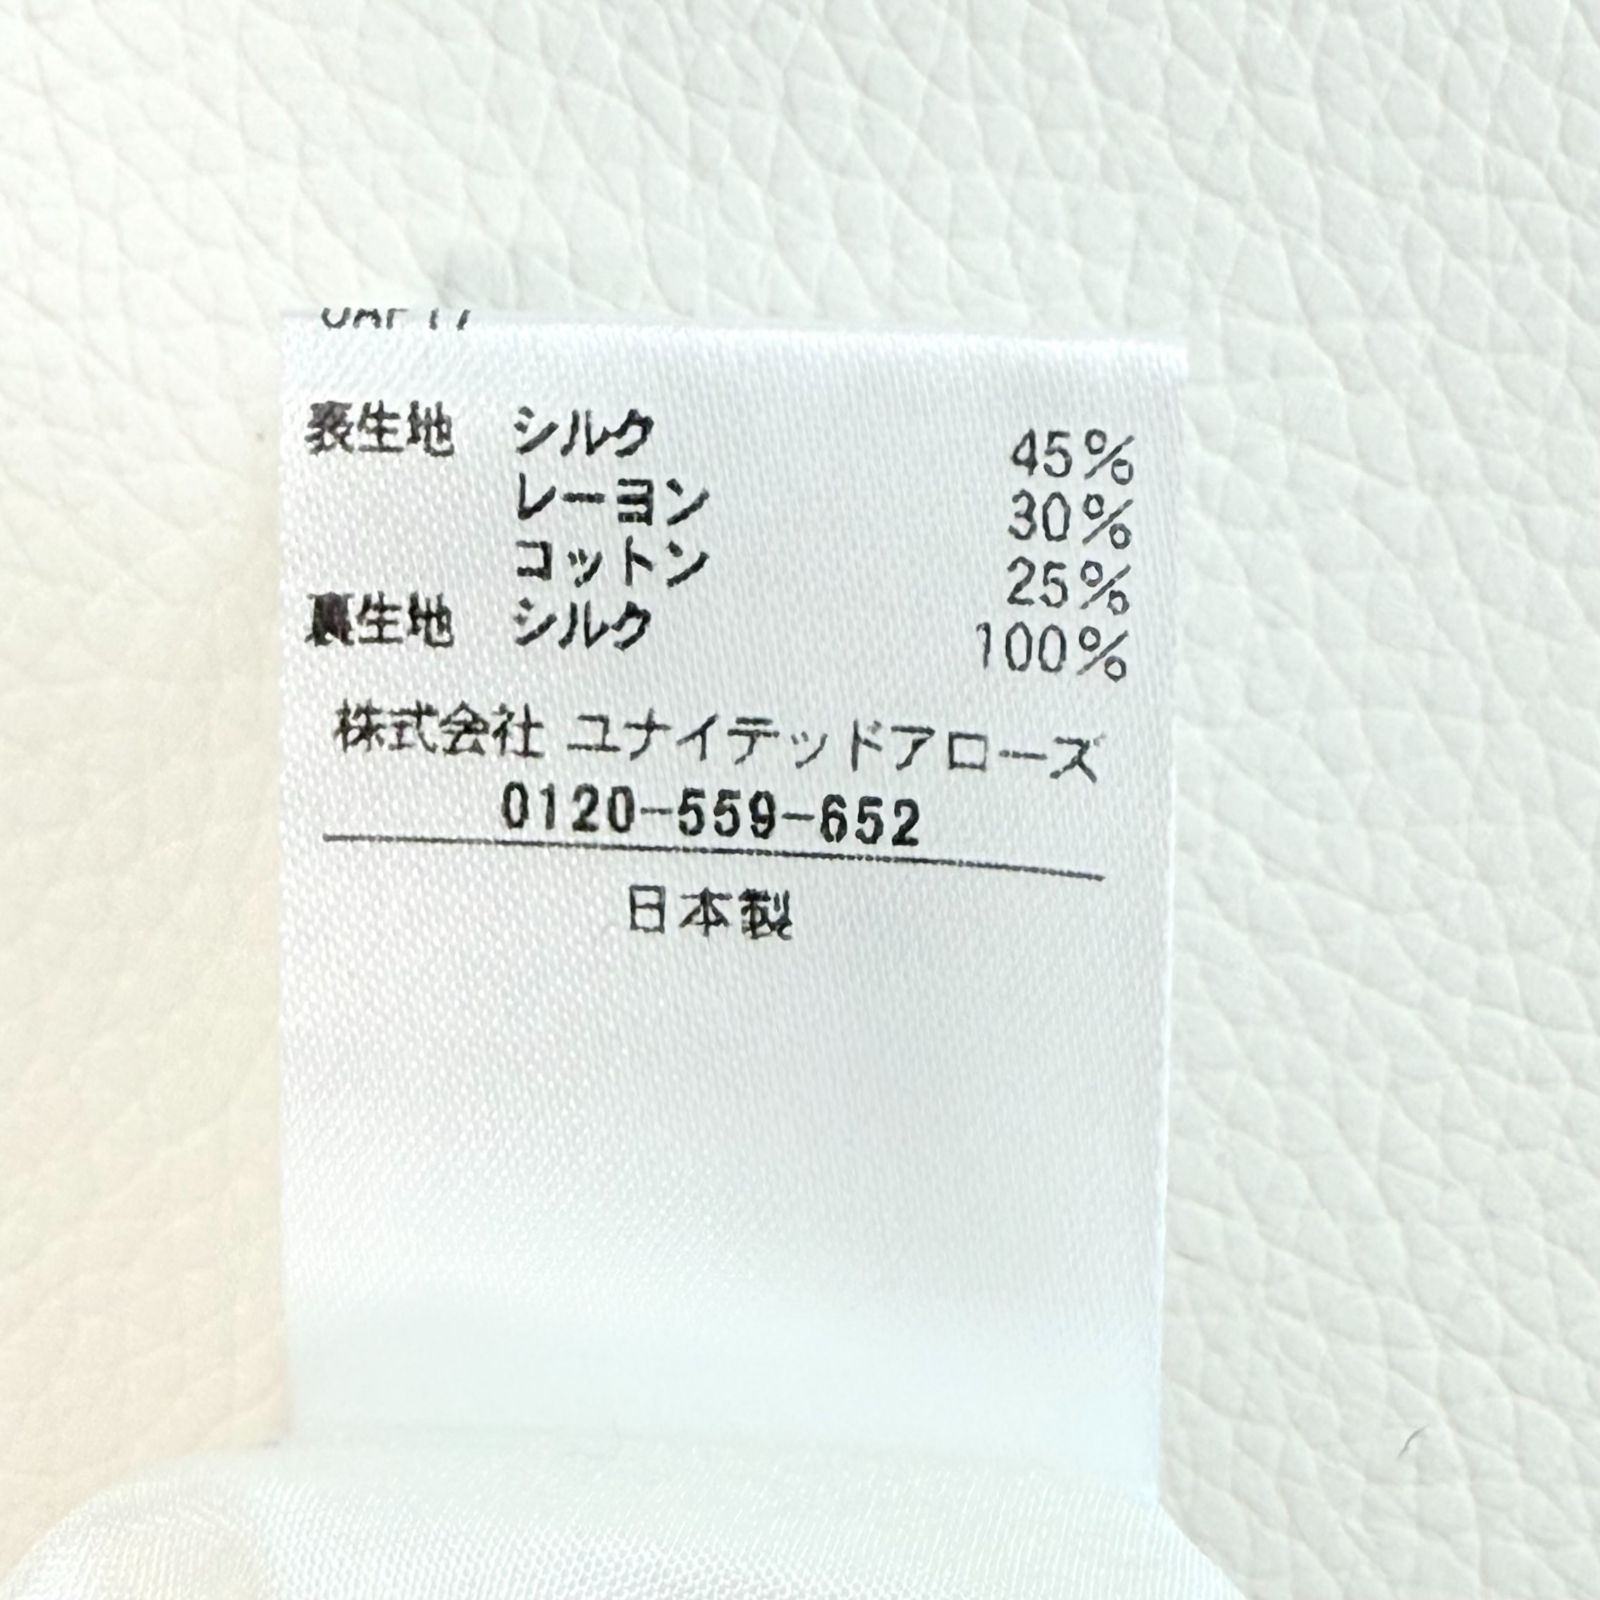 表生地 シルク 45%
レーヨン 30%
コットン 25%
裏生地 シルク 100%
株式会社 ユナイテッドアローズ
0120-559-652
日本製